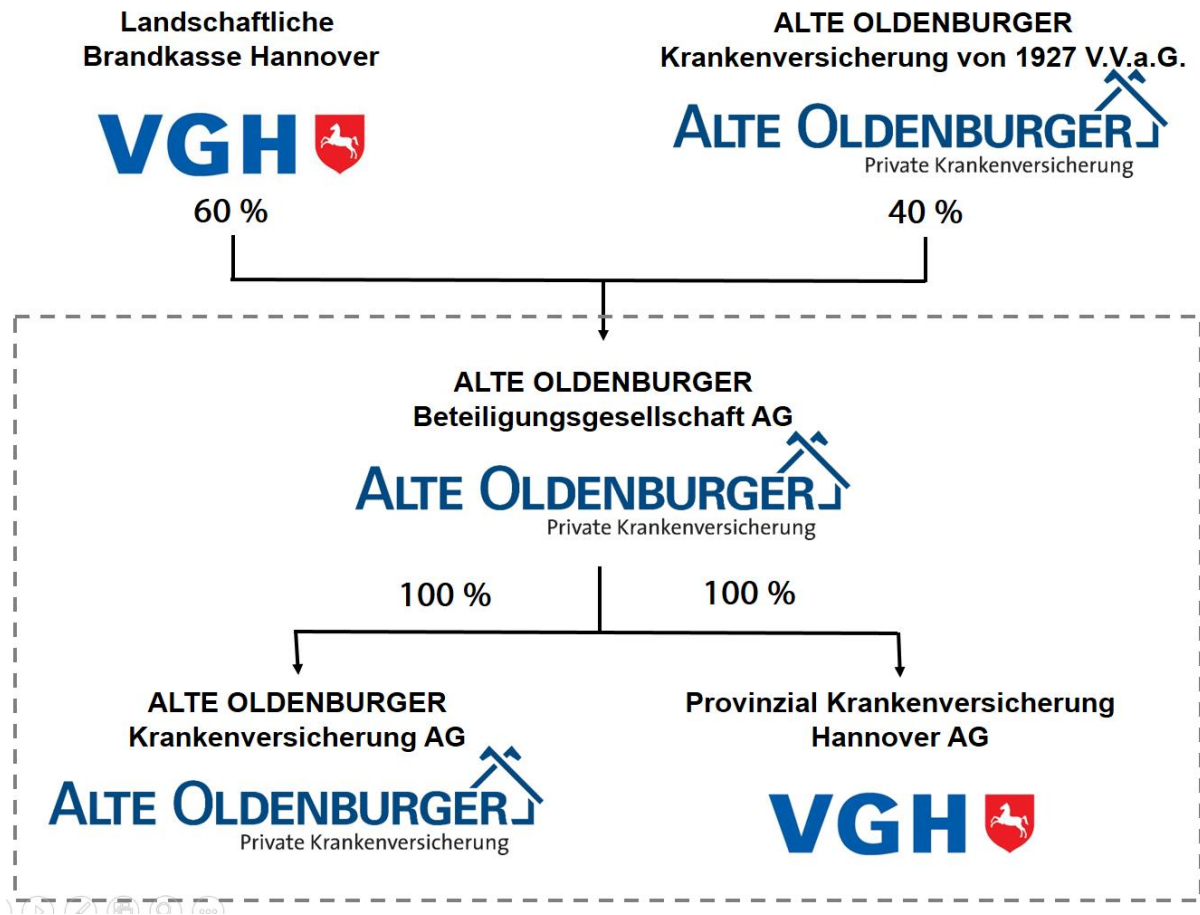 Landschaftliche
Brandkasse Hannover
VGH
60 %
ALTE OLDENBURGER
Krankenversicherung von 1927 V.V.a.G.
ALTE OLDENBURGER
Private Krankenversicherung
40 %
ALTE OLDENBURGER
Beteiligungsgesellschaft AG
ALTE OLDENBURGER
Private Krankenversicherung
100 %
100 %
ALTE OLDENBURGER
Krankenversicherung AG
ALTE OLDENBURGER
Private Krankenversicherung
Provinzial Krankenversicherung
Hannover AG
VGH